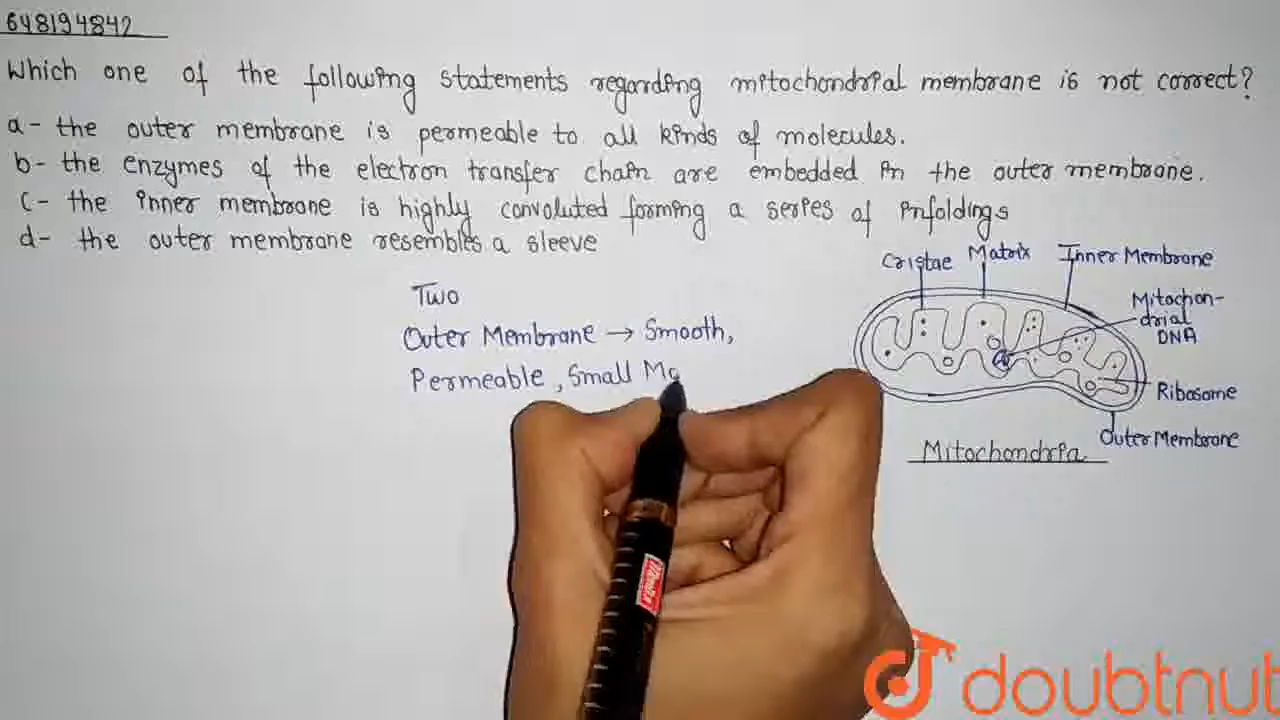 648194842
Which one of the following statements regarding mitochondrial membrane is not correct?
a- the outer membrane is permeable to all kinds of molecules.
b- the enzymes of the electron transfer chain are embedded in the outer membrane.
c- the inner membrane is highly convoluted forming a series of infoldings
d- the outer membrane resembles a sleeve
Two
Outer Membrane → Smooth,
Permeable, Small Mo
Cristae
Matrix
Inner Membrane
Mitochon-
drial
DNA
Ribosome
Outer Membrane
Mitochondria
doubtnut